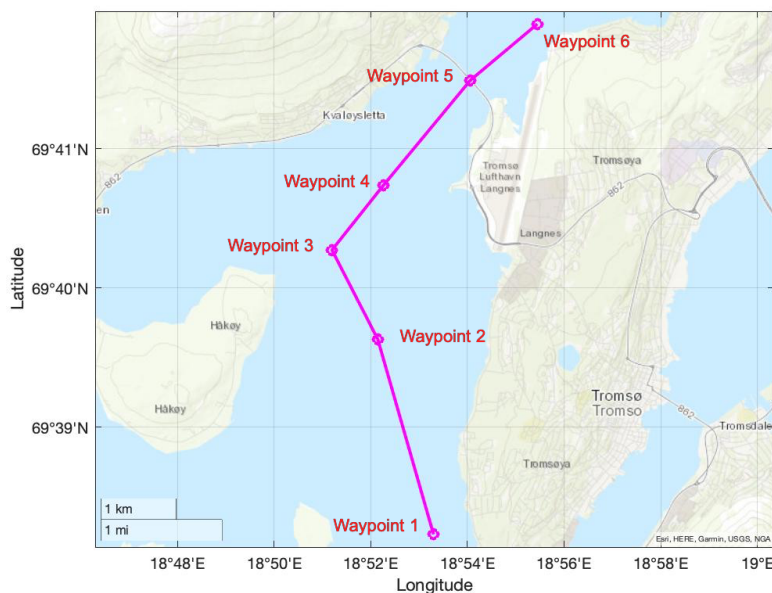 Waypoint 6
Waypoint 5
Kvaløysletta
69°41'N
Tromsø
Lufthavn
Langnes
Tromsøya
862
862
Waypoint 4
en
Waypoint 3
Langnes
Latitude
69°40'N
Håkøy
Waypoint 2
Tromsø
Tromso
Håkøy
862
69°39'N
Tromsdale
Tromsøya
1 km
1 mi
Waypoint 1
Esri, HERE, Garmin, USGS, NGA
18°48'E
18°50'E
18°52'E
18°54'E
18°56'E
18°58'E
19°E
Longitude